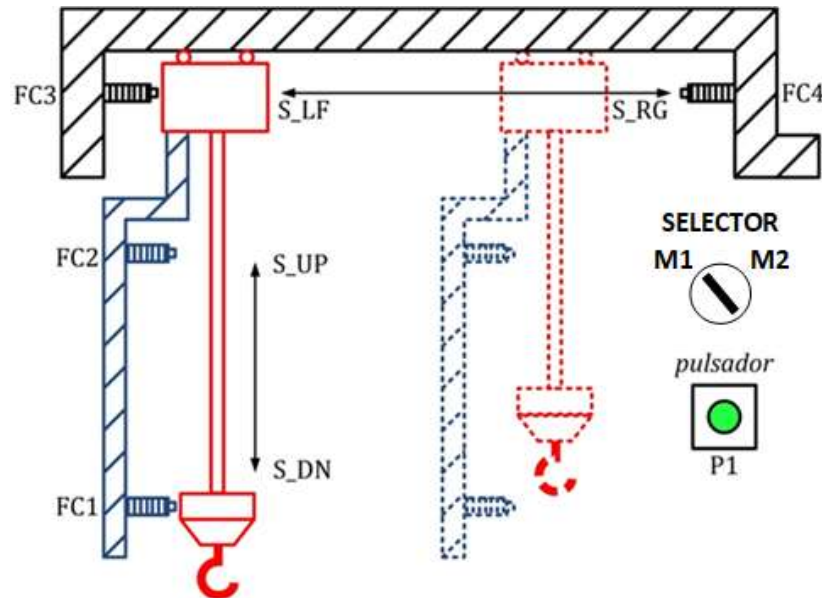 FC3
S_LF
S_RG
FC4
SELECTOR
M1 M2
FC2
S_UP
pulsador
S_DN
P1
FC1